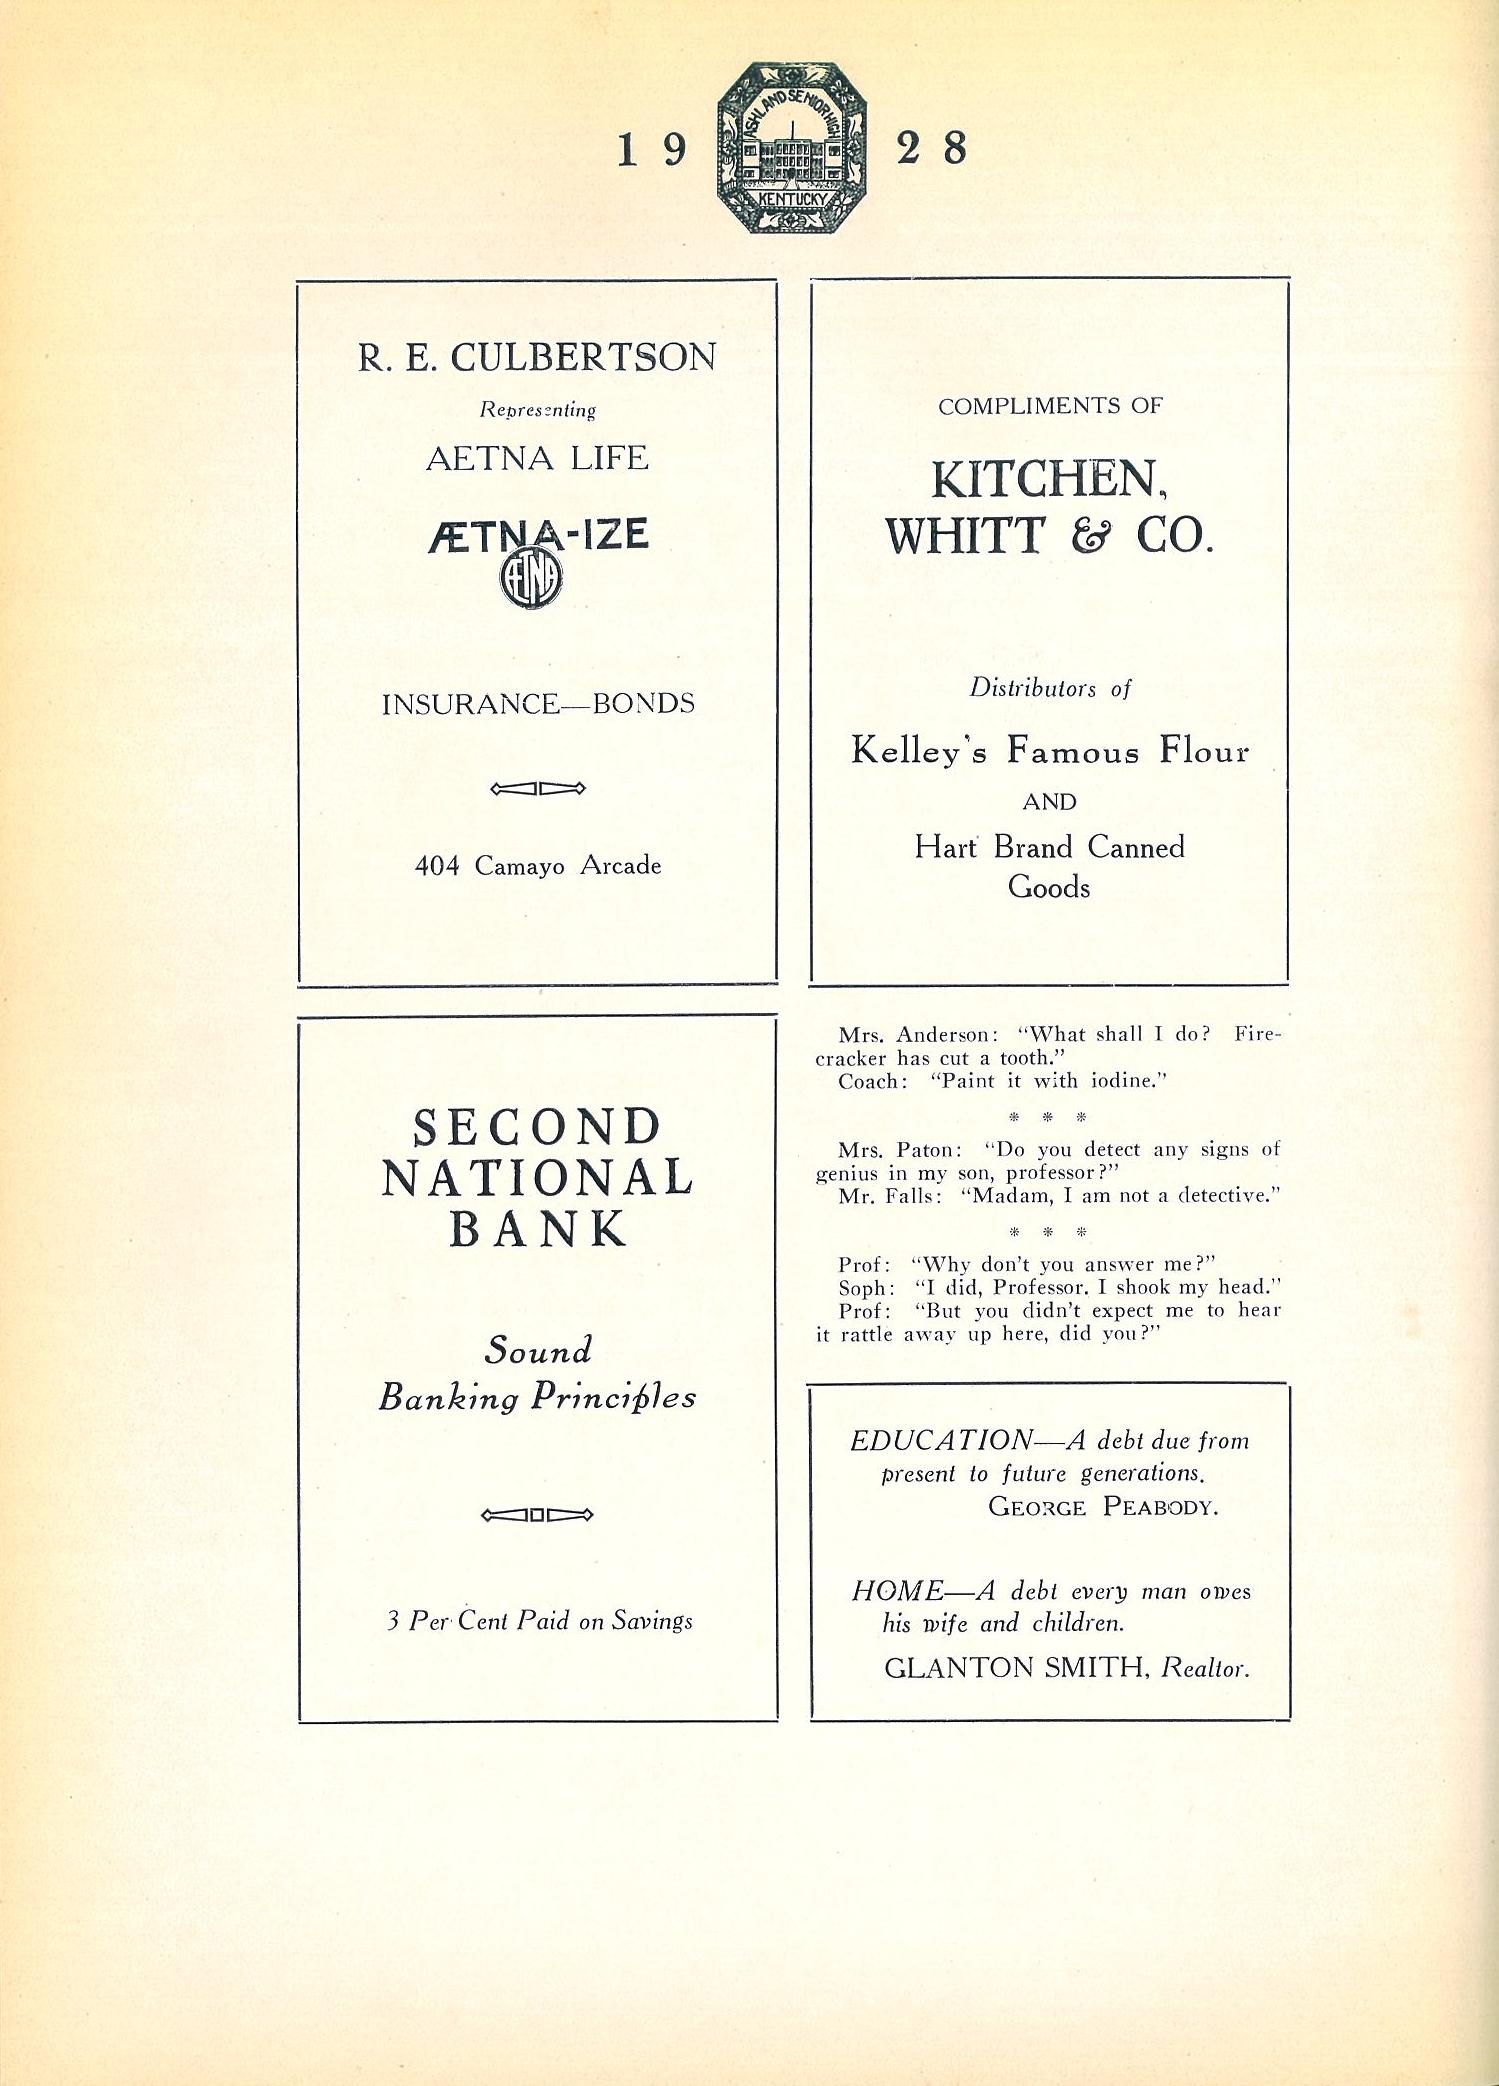 19 28
ASHLAND SENIOR HIGH
KENTUCKY
R. E. CULBERTSON
Representing
AETNA LIFE
ÆTNA-IZE
ÆTNA
INSURANCE—BONDS
404 Camayo Arcade
COMPLIMENTS OF
KITCHEN,
WHITT & CO.
Distributors of
Kelley's Famous Flour
AND
Hart Brand Canned
Goods
SECOND
NATIONAL
BANK
Sound
Banking Principles
3 Per Cent Paid on Savings
Mrs. Anderson: "What shall I do? Fire-
cracker has cut a tooth."
Coach: "Paint it with iodine."
* * *
Mrs. Paton: "Do you detect any signs of
genius in my son, professor?"
Mr. Falls: "Madam, I am not a detective."
* * *
Prof: "Why don't you answer me?"
Soph: "I did, Professor. I shook my head."
Prof: "But you didn't expect me to hear
it rattle away up here, did you?"
EDUCATION—A debt due from
present to future generations.
GEORGE PEABODY.
HOME—A debt every man owes
his wife and children.
GLANTON SMITH, Realtor.